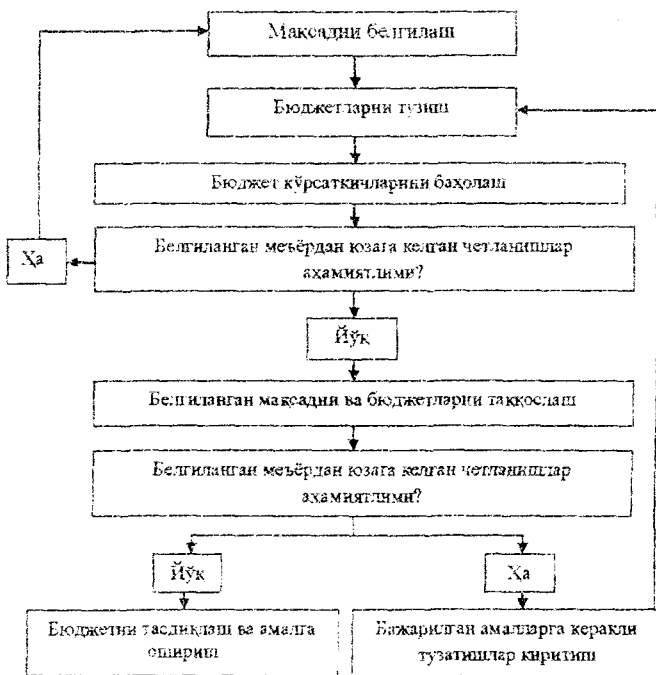 Мақсадни белгилаш
Бюджетларни тузиш
Бюджет кўрсаткичларини баҳолаш
Белгиланган меъёрдан юзага келган четланишлар
аҳамиятлими?
Ҳа
Йўқ
Белгиланган мақсадни ва бюджетларни таққослаш
Белгиланган меъёрдан юзага келган четланишлар
аҳамиятлими?
Йўқ
Ҳа
Бюджетни тасдиқлаш ва амалга
ошириш
Бажарилган амалларга керакли
тузатишлар киритиш